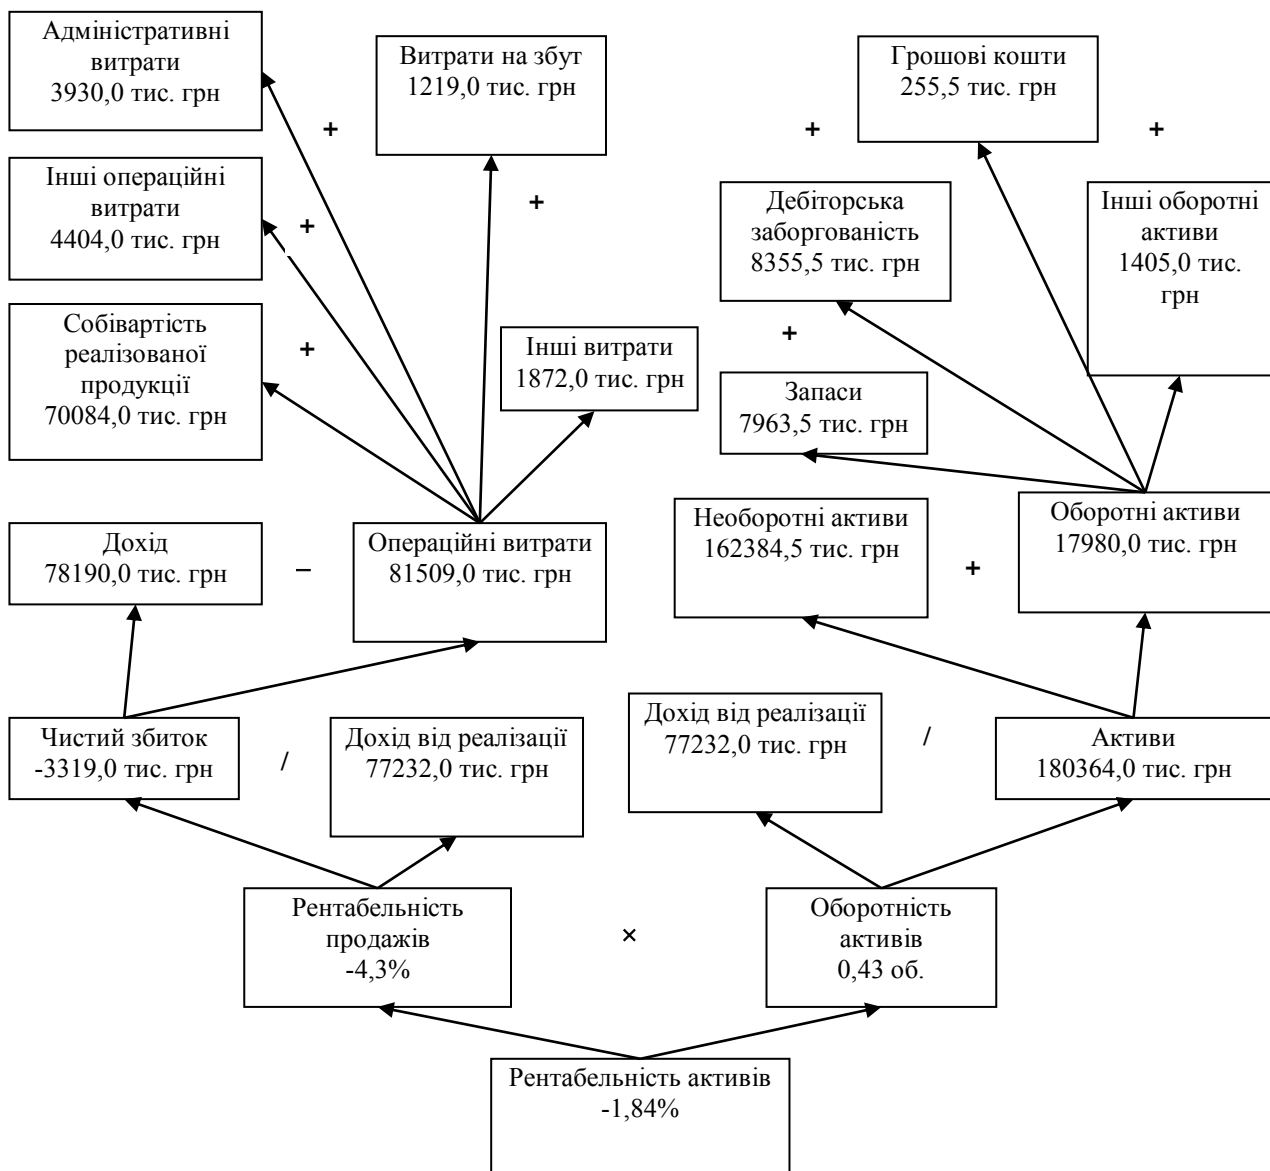 Адміністративні
витрати
3930,0 тис. грн
Витрати на збут
1219,0 тис. грн
Грошові кошти
255,5 тис. грн
+
+
+
Інші операційні
витрати
4404,0 тис. грн
+
+
Дебіторська
заборгованість
8355,5 тис. грн
Інші оборотні
активи
1405,0 тис.
грн
Собівартість
реалізованої
продукції
70084,0 тис. грн
+
Інші витрати
1872,0 тис. грн
+
Запаси
7963,5 тис. грн
Дохід
78190,0 тис. грн
–
Операційні витрати
81509,0 тис. грн
Необоротні активи
162384,5 тис. грн
+
Оборотні активи
17980,0 тис. грн
Чистий збиток
-3319,0 тис. грн
/
Дохід від реалізації
77232,0 тис. грн
Дохід від реалізації
77232,0 тис. грн
/
Активи
180364,0 тис. грн
Рентабельність
продажів
-4,3%
×
Оборотність
активів
0,43 об.
Рентабельність активів
-1,84%